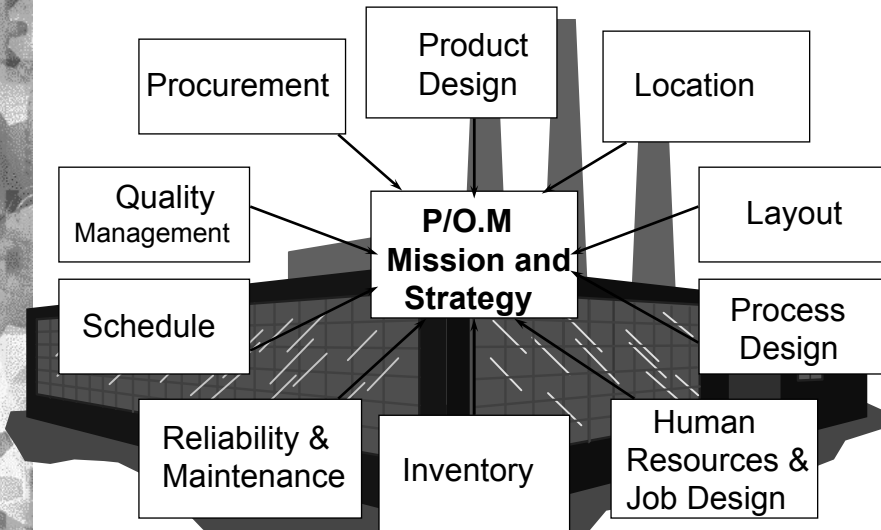 Product
Design
Procurement
Location
Quality
Management
P/O.M
Mission and
Strategy
Layout
Schedule
Process
Design
Reliability &
Maintenance
Inventory
Human
Resources &
Job Design